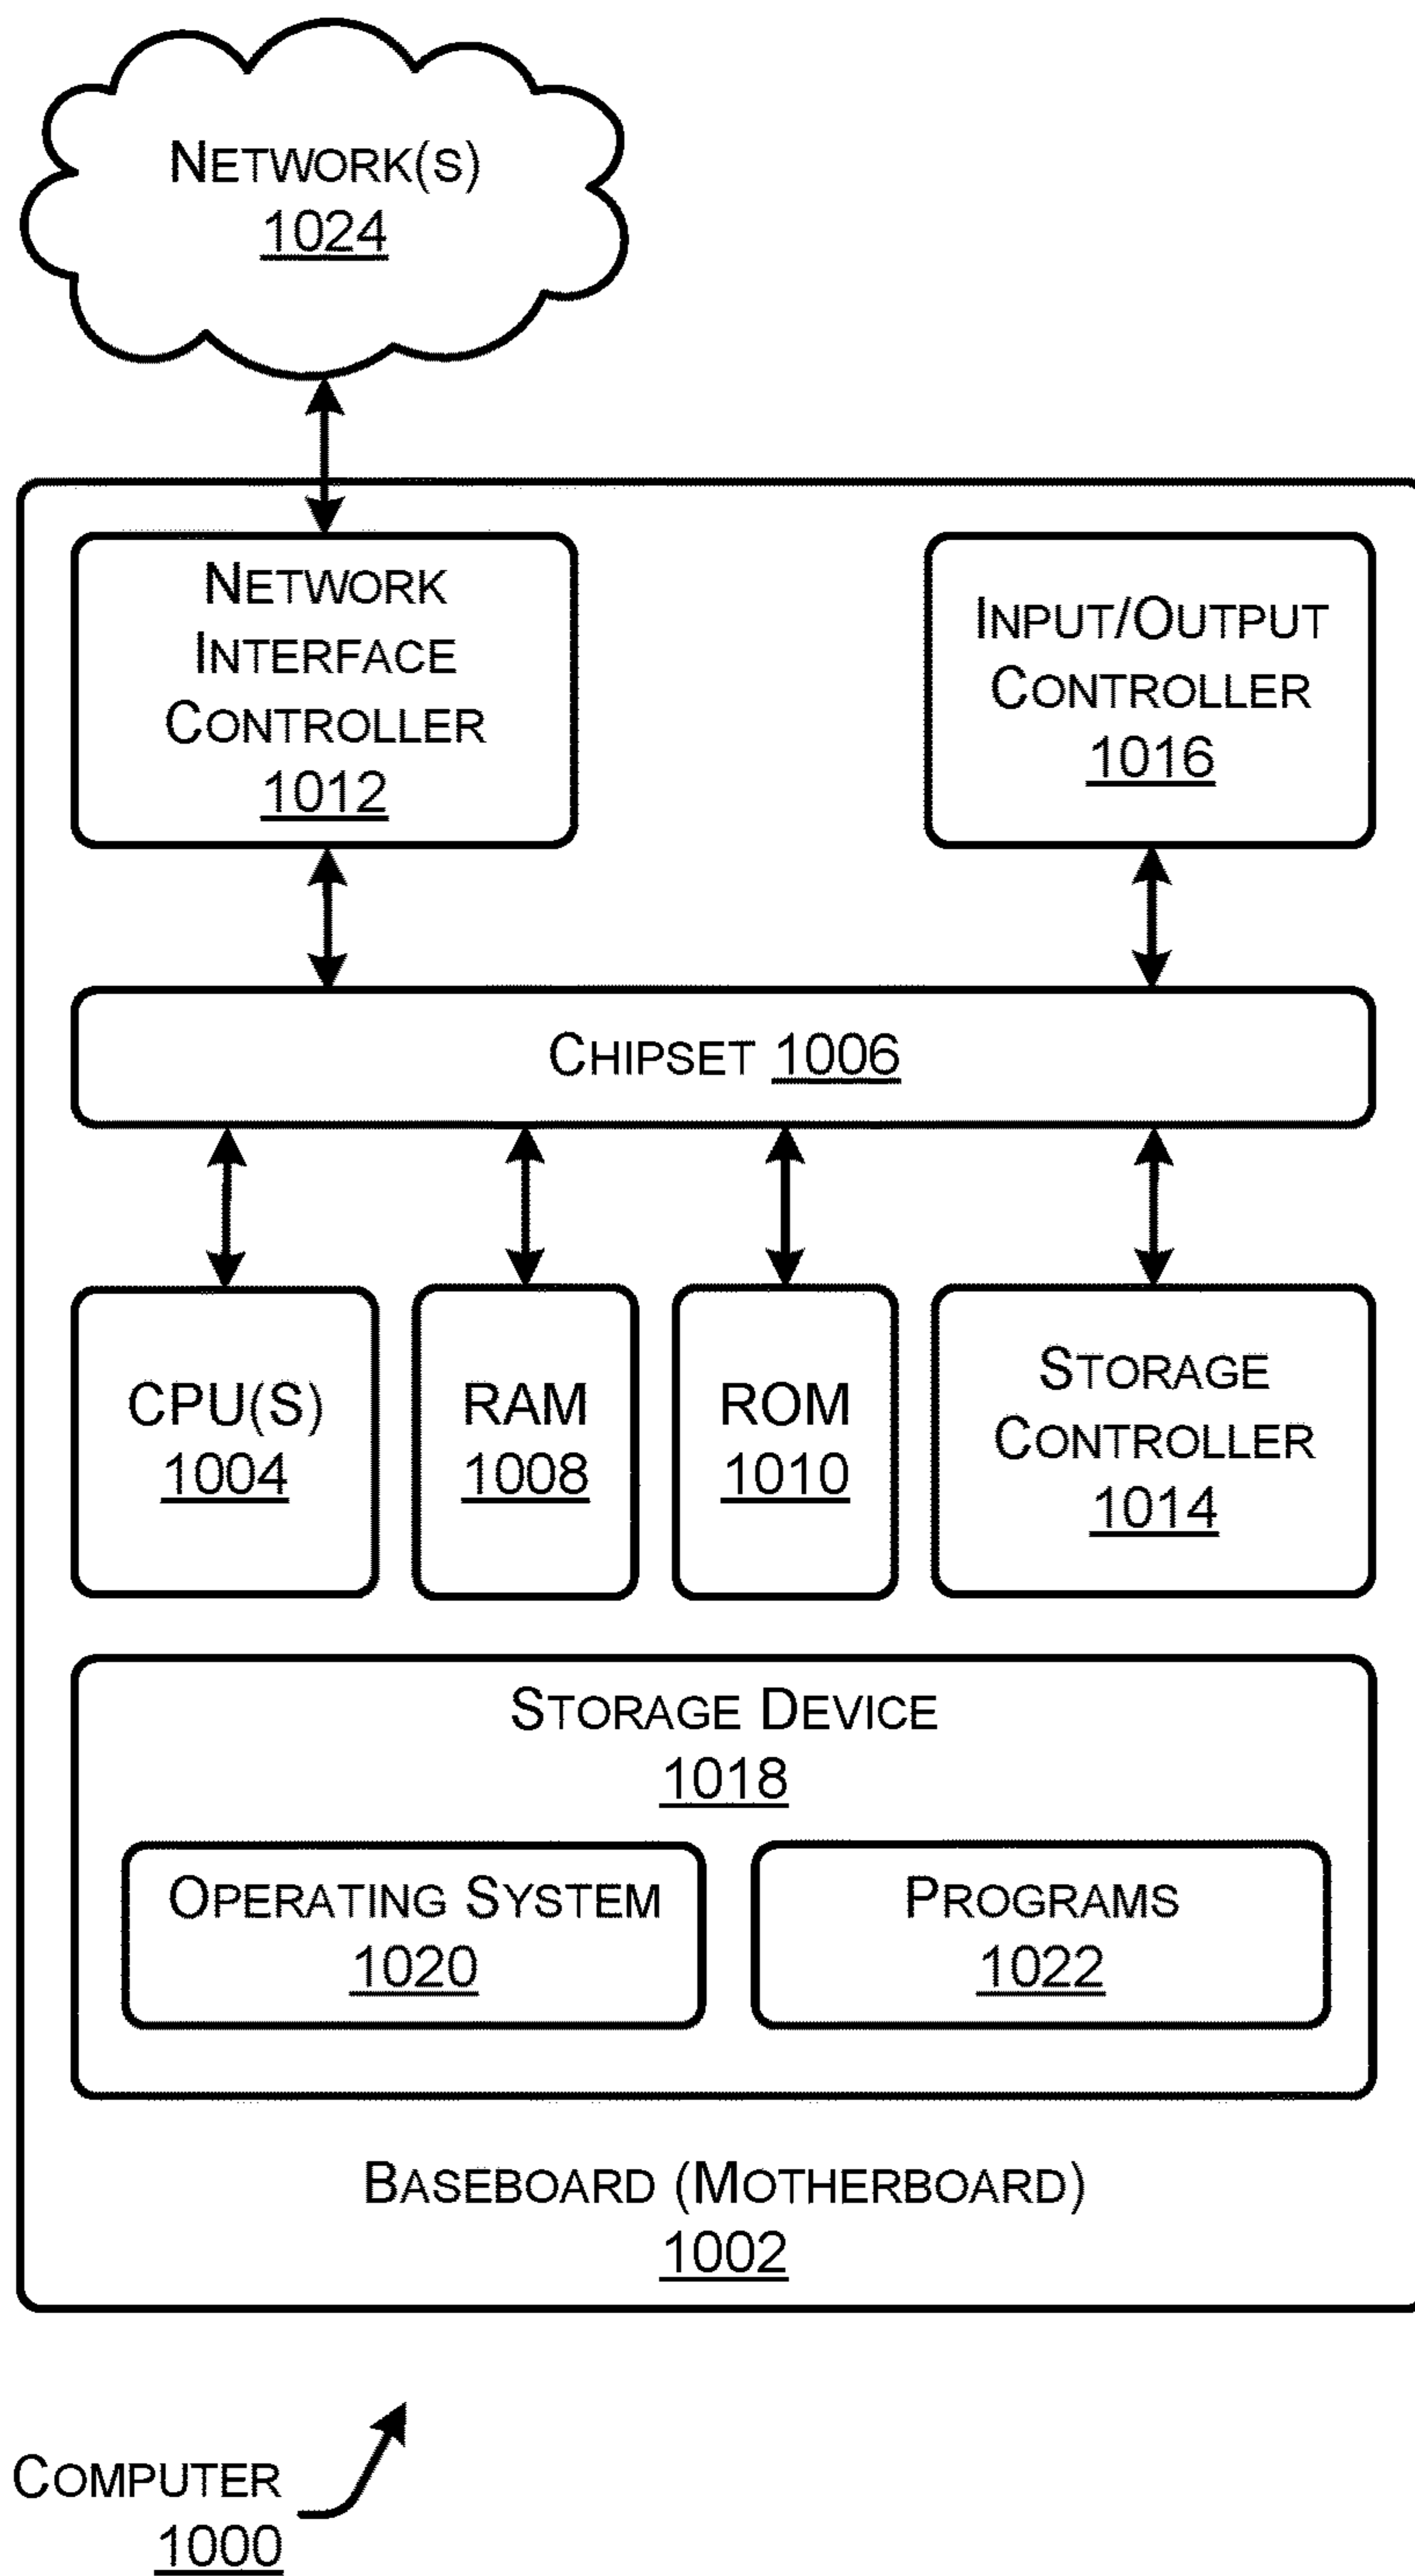 NETWORK(S)
1024
NETWORK
INTERFACE
CONTROLLER
1012
INPUT/OUTPUT
CONTROLLER
1016
CHIPSET 1006
CPU(S)
1004
RAM
1008
ROM
1010
STORAGE
CONTROLLER
1014
STORAGE DEVICE
1018
OPERATING SYSTEM
1020
PROGRAMS
1022
BASEBOARD (MOTHERBOARD)
1002
COMPUTER
1000